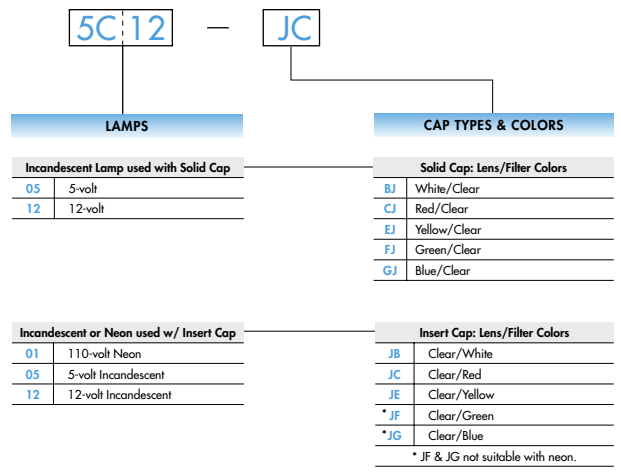 5C 12 — JC
LAMPS
CAP TYPES & COLORS
Incandescent Lamp used with Solid Cap
05 5-volt
12 12-volt
Solid Cap: Lens/Filter Colors
BJ White/Clear
CJ Red/Clear
EJ Yellow/Clear
FJ Green/Clear
GJ Blue/Clear
Incandescent or Neon used w/ Insert Cap
01 110-volt Neon
05 5-volt Incandescent
12 12-volt Incandescent
Insert Cap: Lens/Filter Colors
JB Clear/White
JC Clear/Red
JE Clear/Yellow
* JF Clear/Green
* JG Clear/Blue
* JF & JG not suitable with neon.